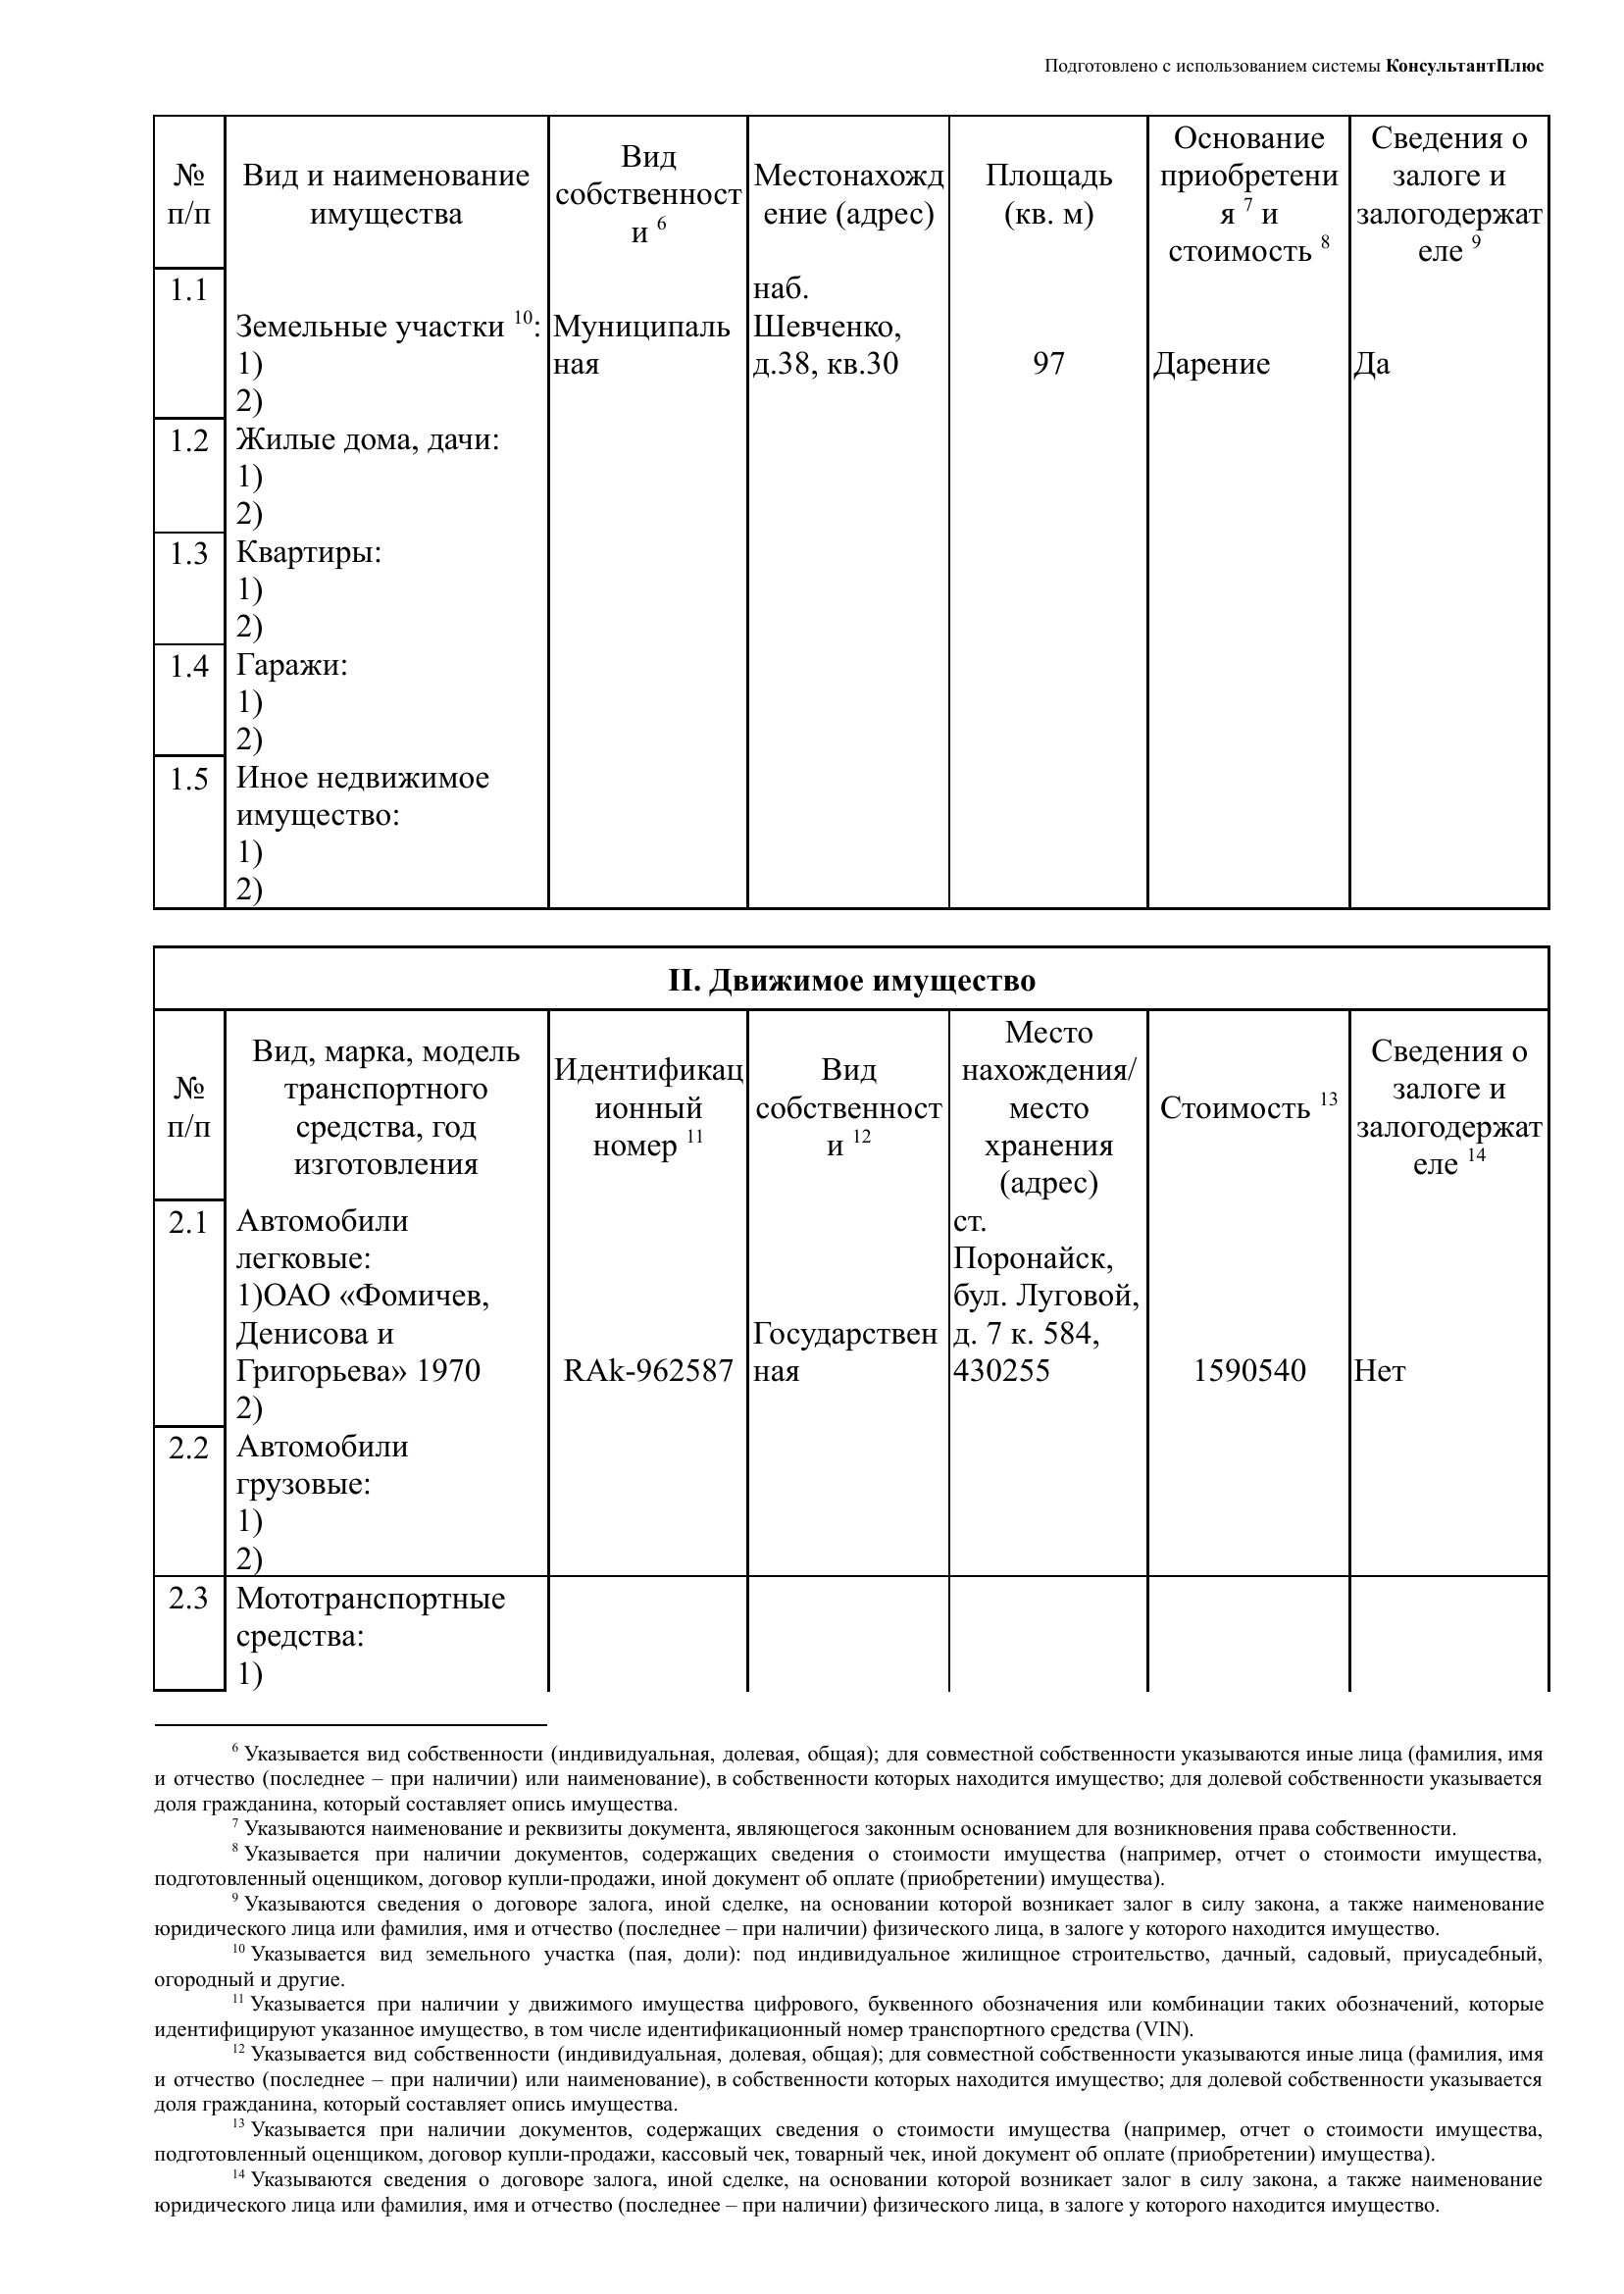 Подготовлено с использованием системы КонсультантПлюс
№ п/п
Вид и наименование имущества
Вид собственност и 6
Местонахожд ение (адрес)
Площадь (кв. м)
Основание приобретени я 7 и стоимость 8
Сведения о залоге и залогодержат еле 9
1.1
Земельные участки 10:
1)
2)
Муниципаль ная
наб. Шевченко, д.38, кв.30
97
Дарение
Да
1.2
Жилые дома, дачи:
1)
2)
1.3
Квартиры:
1)
2)
1.4
Гаражи:
1)
2)
1.5
Иное недвижимое
имущество:
1)
2)
II. Движимое имущество
№ п/п
Вид, марка, модель транспортного средства, год изготовления
Идентификац ионный номер 11
Вид собственност и 12
Место нахождения/ место хранения (адрес)
Стоимость 13
Сведения о залоге и залогодержат еле 14
2.1
Автомобили
легковые:
1)ОАО «Фомичев,
Денисова и
Григорьева» 1970
2)
RAk-962587
Государствен ная
ст. Поронайск, бул. Луговой, д. 7 к. 584, 430255
1590540
Нет
2.2
Автомобили
грузовые:
1)
2)
2.3
Мототранспортные
средства:
1)
6 Указывается вид собственности (индивидуальная, долевая, общая); для совместной собственности указываются иные лица (фамилия, имя
и отчество (последнее – при наличии) или наименование), в собственности которых находится имущество; для долевой собственности указывается
доля гражданина, который составляет опись имущества.
7 Указываются наименование и реквизиты документа, являющегося законным основанием для возникновения права собственности.
8 Указывается при наличии документов, содержащих сведения о стоимости имущества (например, отчет о стоимости имущества,
подготовленный оценщиком, договор купли-продажи, иной документ об оплате (приобретении) имущества).
9 Указываются сведения о договоре залога, иной сделке, на основании которой возникает залог в силу закона, а также наименование
юридического лица или фамилия, имя и отчество (последнее – при наличии) физического лица, в залоге у которого находится имущество.
10 Указывается вид земельного участка (пая, доли): под индивидуальное жилищное строительство, дачный, садовый, приусадебный,
огородный и другие.
11 Указывается при наличии у движимого имущества цифрового, буквенного обозначения или комбинации таких обозначений, которые
идентифицируют указанное имущество, в том числе идентификационный номер транспортного средства (VIN).
12 Указывается вид собственности (индивидуальная, долевая, общая); для совместной собственности указываются иные лица (фамилия, имя
и отчество (последнее – при наличии) или наименование), в собственности которых находится имущество; для долевой собственности указывается
доля гражданина, который составляет опись имущества.
13 Указывается при наличии документов, содержащих сведения о стоимости имущества (например, отчет о стоимости имущества,
подготовленный оценщиком, договор купли-продажи, кассовый чек, товарный чек, иной документ об оплате (приобретении) имущества).
14 Указываются сведения о договоре залога, иной сделке, на основании которой возникает залог в силу закона, а также наименование
юридического лица или фамилия, имя и отчество (последнее – при наличии) физического лица, в залоге у которого находится имущество.